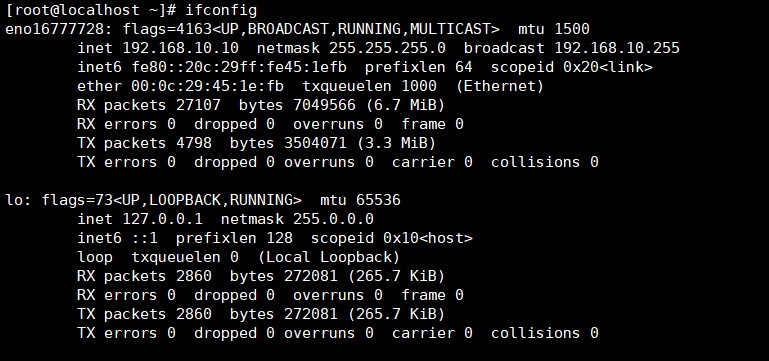 [root@localhost ~]# ifconfig
eno16777728: flags=4163<UP,BROADCAST,RUNNING,MULTICAST>  mtu 1500
        inet 192.168.10.10  netmask 255.255.255.0  broadcast 192.168.10.255
        inet6 fe80::20c:29ff:fe45:1efb  prefixlen 64  scopeid 0x20<link>
        ether 00:0c:29:45:1e:fb  txqueuelen 1000  (Ethernet)
        RX packets 27107  bytes 7049566 (6.7 MiB)
        RX errors 0  dropped 0  overruns 0  frame 0
        TX packets 4798  bytes 3504071 (3.3 MiB)
        TX errors 0  dropped 0 overruns 0  carrier 0  collisions 0

lo: flags=73<UP,LOOPBACK,RUNNING>  mtu 65536
        inet 127.0.0.1  netmask 255.0.0.0
        inet6 ::1  prefixlen 128  scopeid 0x10<host>
        loop  txqueuelen 0  (Local Loopback)
        RX packets 2860  bytes 272081 (265.7 KiB)
        RX errors 0  dropped 0  overruns 0  frame 0
        TX packets 2860  bytes 272081 (265.7 KiB)
        TX errors 0  dropped 0 overruns 0  carrier 0  collisions 0